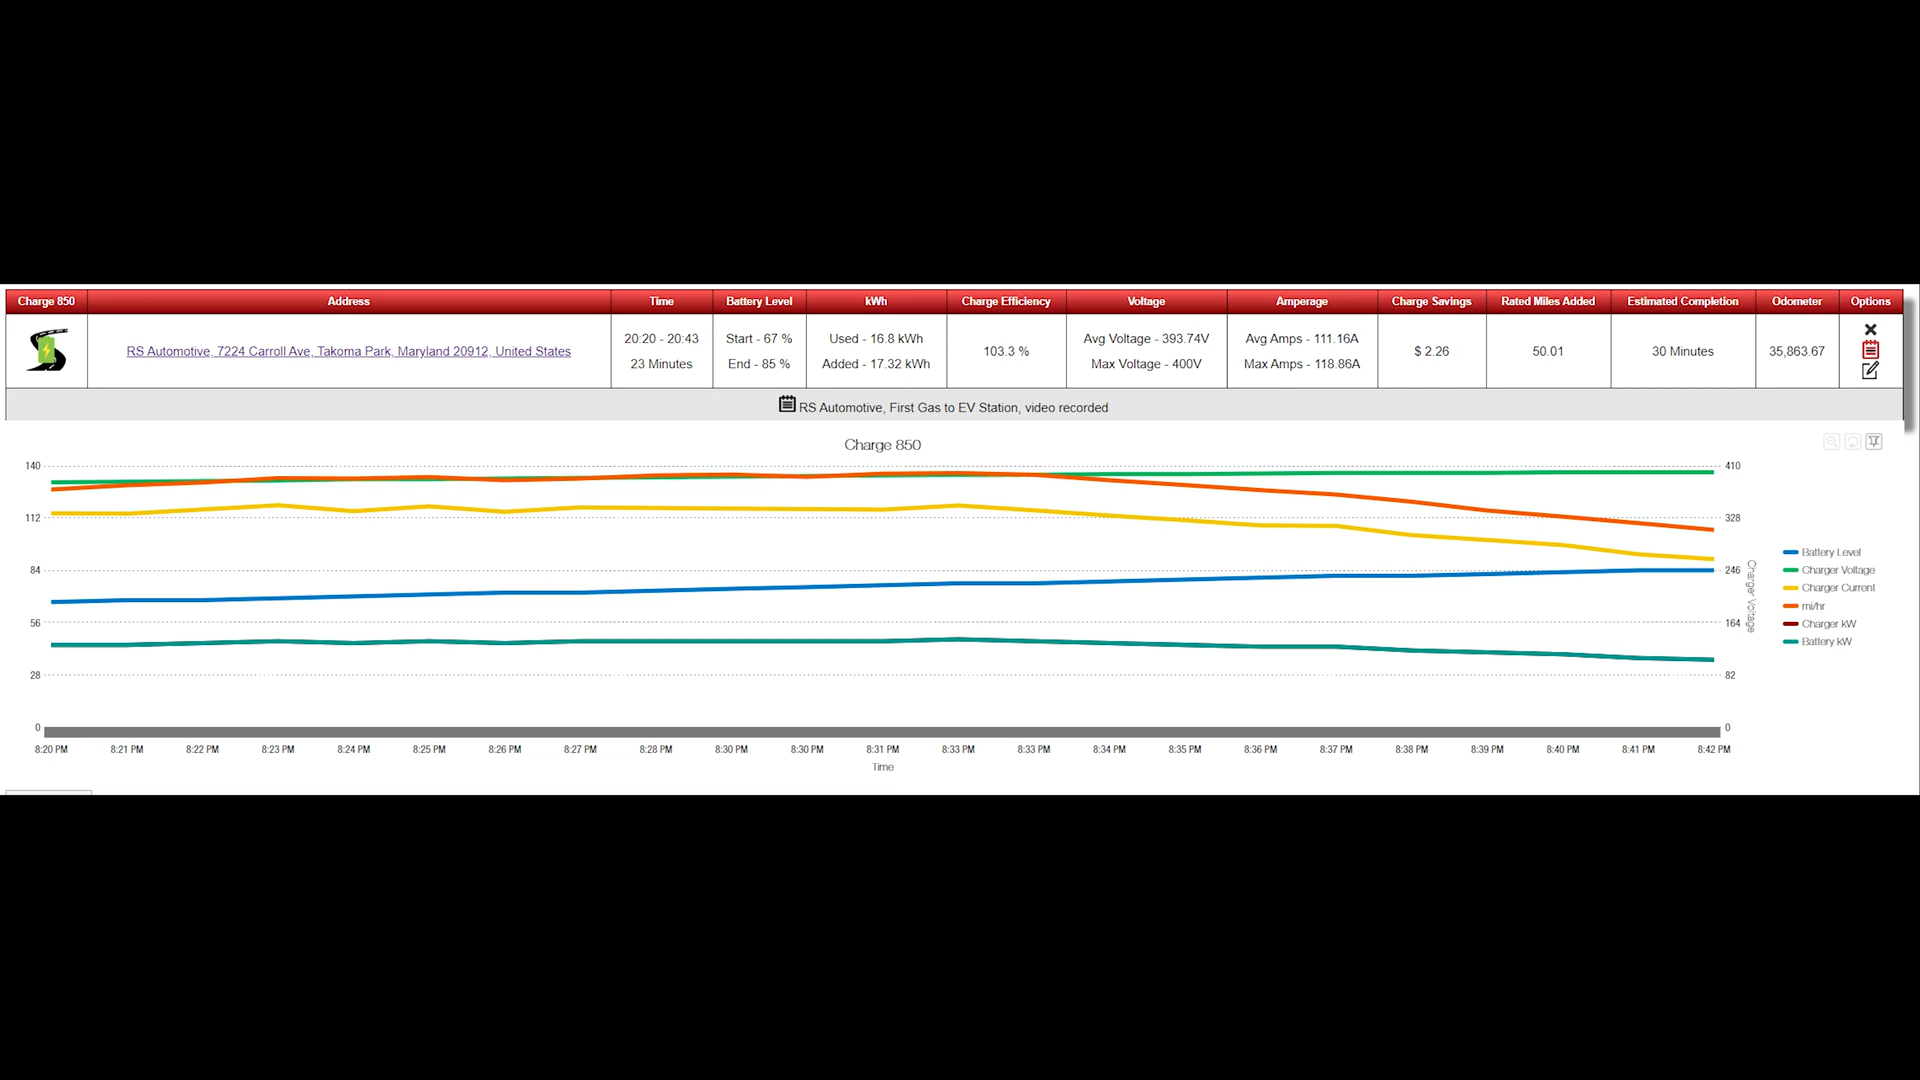 Charge 850 Address Time Battery Level kWh Charge Efficiency Voltage Amperage Charge Savings Rated Miles Added Estimated Completion Odometer Options
RS Automotive, 7224 Carroll Ave, Takoma Park, Maryland 20912, United States
20:20 - 20:43
23 Minutes
Start - 67 %
End - 85 %
Used - 16.8 kWh
Added - 17.32 kWh
103.3 %
Avg Voltage - 393.74V
Max Voltage - 400V
Avg Amps - 111.16A
Max Amps - 118.86A
$ 2.26
50.01
30 Minutes
35,863.67
RS Automotive, First Gas to EV Station, video recorded
Charge 850
140
112
84
56
28
0
410
328
246
164
82
0
Charger Voltage
Battery Level
Charger Voltage
Charger Current
mi/hr
Charger kW
Battery kW
8:20 PM 8:21 PM 8:22 PM 8:23 PM 8:24 PM 8:25 PM 8:26 PM 8:27 PM 8:28 PM 8:30 PM 8:30 PM 8:31 PM 8:33 PM 8:33 PM 8:34 PM 8:35 PM 8:36 PM 8:37 PM 8:38 PM 8:39 PM 8:40 PM 8:41 PM 8:42 PM
Time